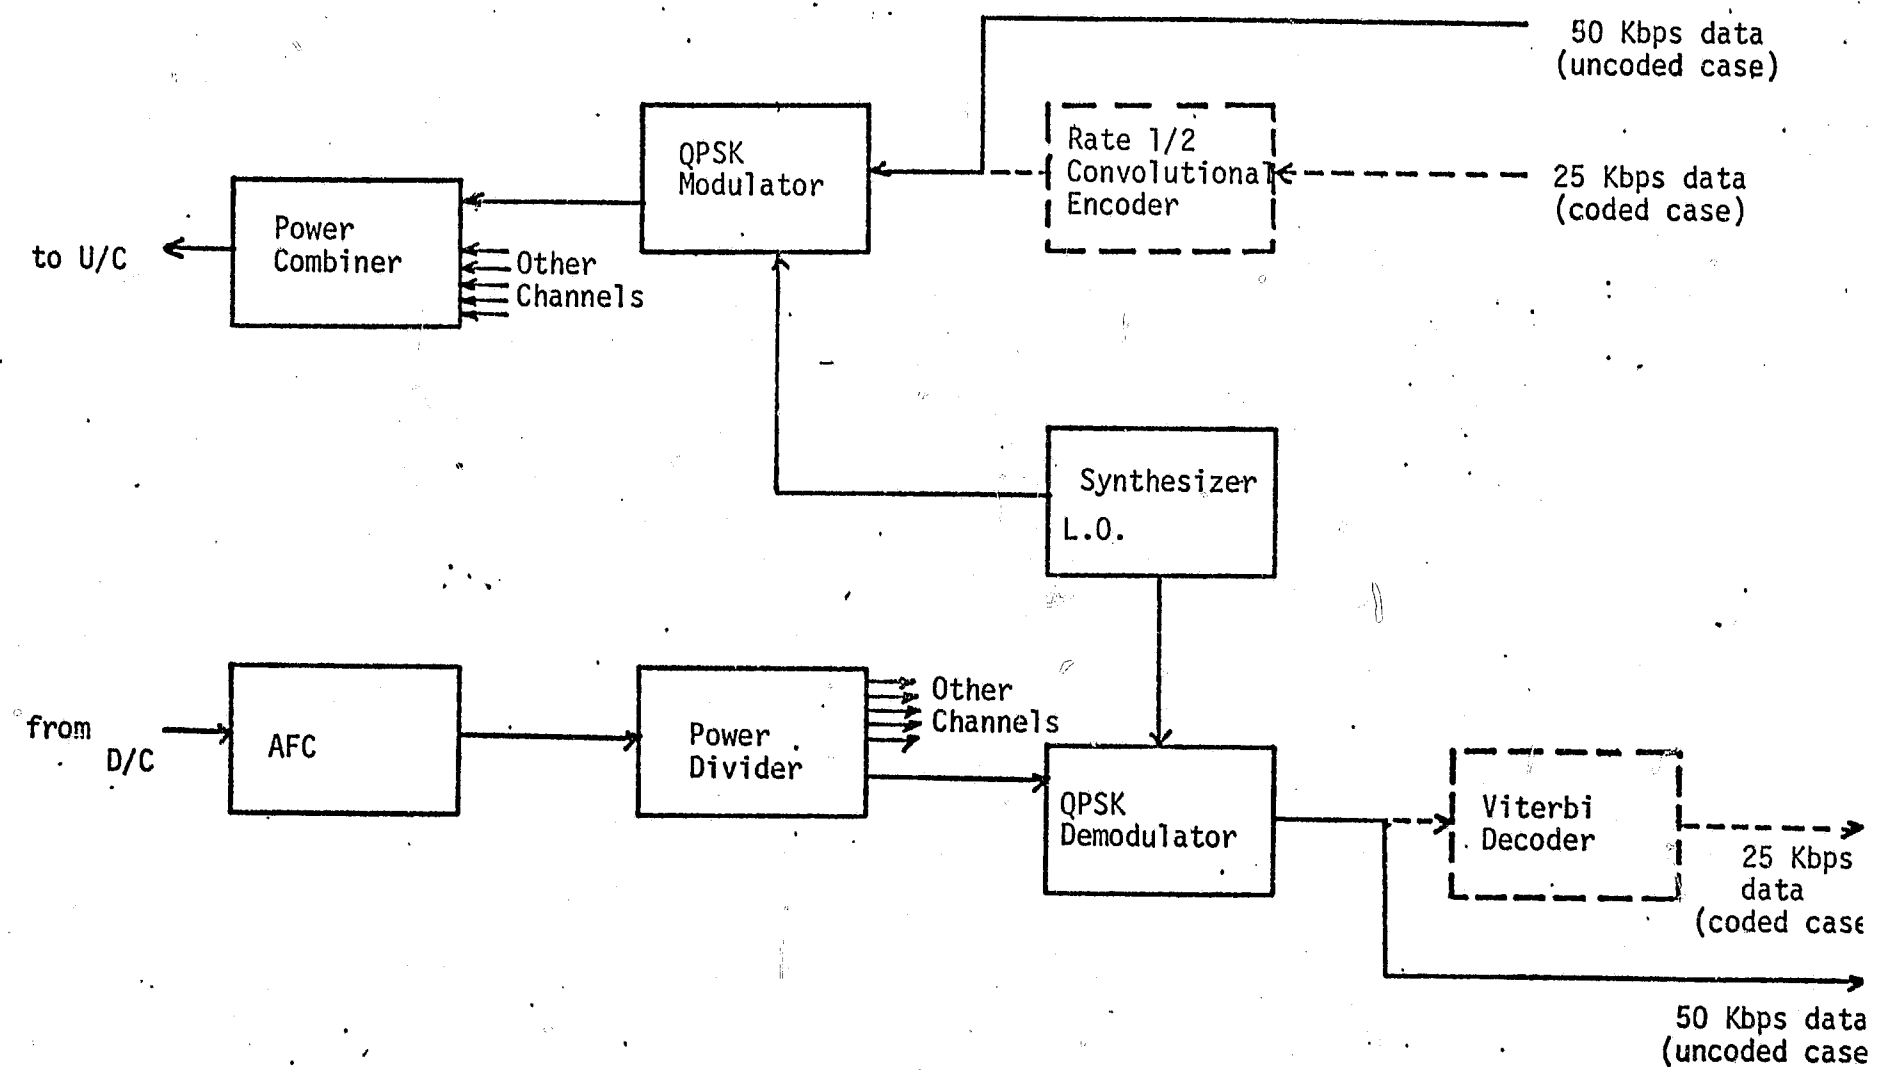 50 Kbps data
(uncoded case)
QPSK
Modulator
Rate 1/2
Convolutional
Encoder
25 Kbps data
(coded case)
Power
Combiner
to U/C
Other
Channels
Synthesizer
L.O.
from
D/C
AFC
Power
Divider
Other
Channels
QPSK
Demodulator
Viterbi
Decoder
25 Kbps
data
(coded case
50 Kbps data
(uncoded case